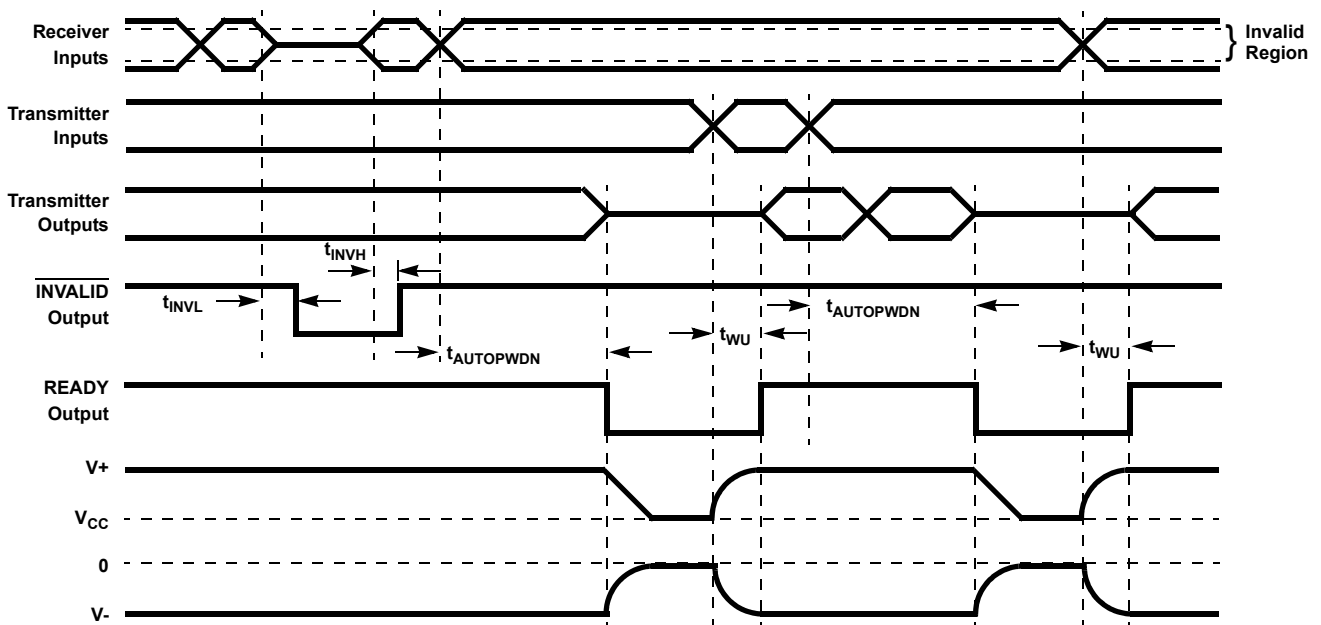 Receiver
Inputs
} Invalid
Region
Transmitter
Inputs
Transmitter
Outputs
tINVH
INVALID
Output
tINVL
tAUTOPWDN
tWU
tAUTOPWDN
tWU
READY
Output
V+
VCC
0
V-